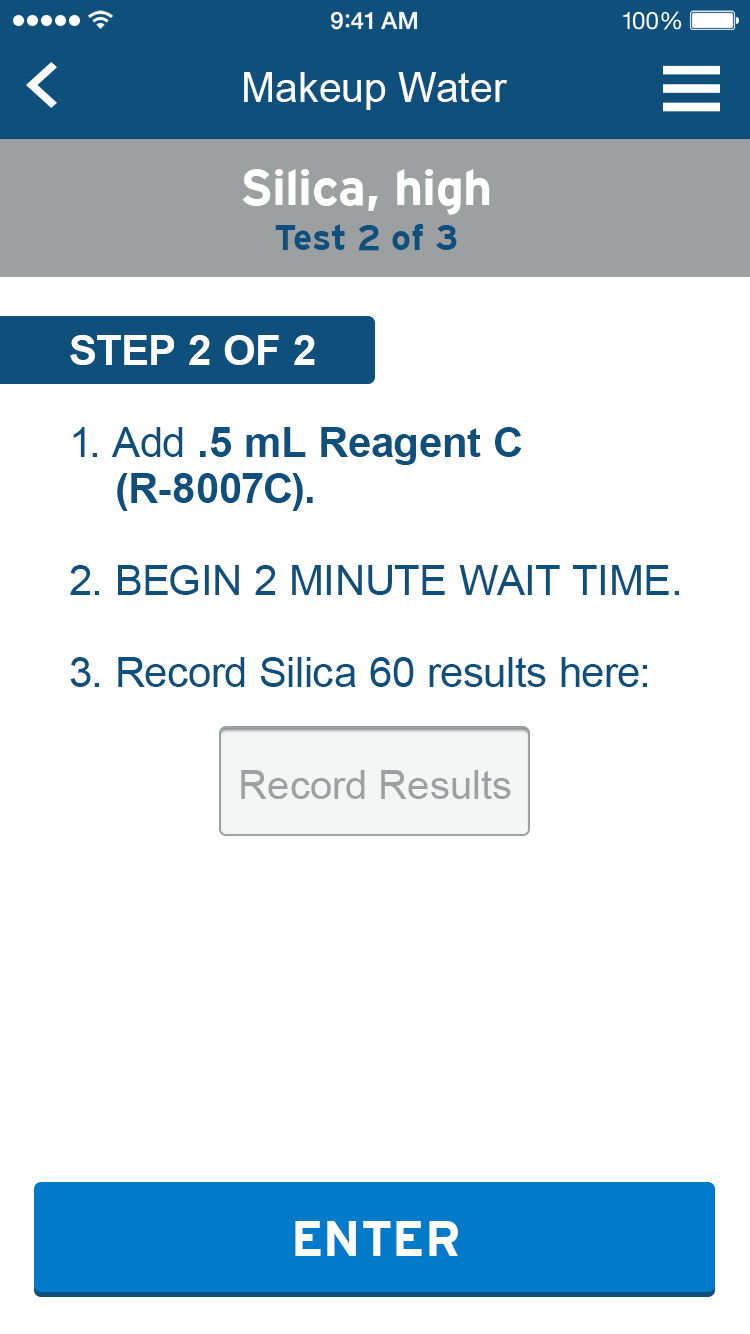 9:41 AM
100%
Makeup Water
Silica, high
Test 2 of 3
STEP 2 OF 2
1. Add .5 mL Reagent C
(R-8007C).
2. BEGIN 2 MINUTE WAIT TIME.
3. Record Silica 60 results here:
Record Results
ENTER